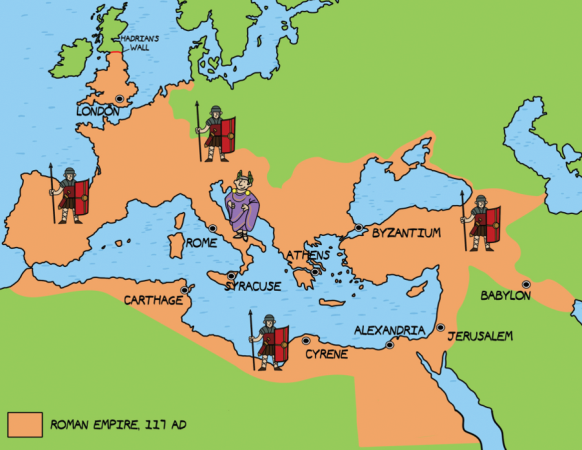 HADRIAN'S
WALL
LONDON
ROME
BYZANTIUM
ATHENS
SYRACUSE
CARTHAGE
BABYLON
ALEXANDRIA
JERUSALEM
CYRENE
ROMAN EMPIRE, 117 AD